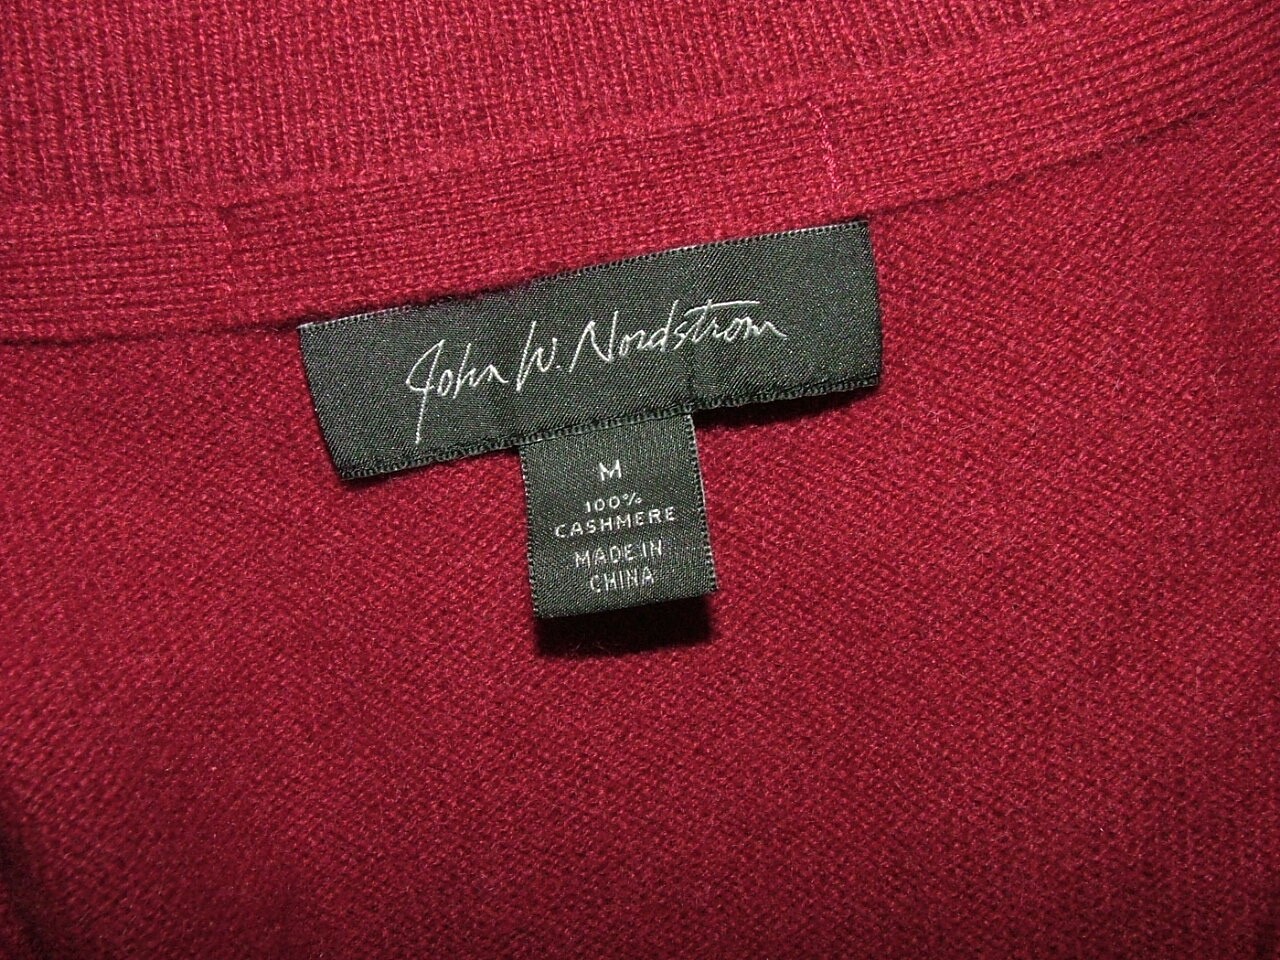 John W. Nordstrom
M
100%
CASHMERE
MADE IN
CHINA